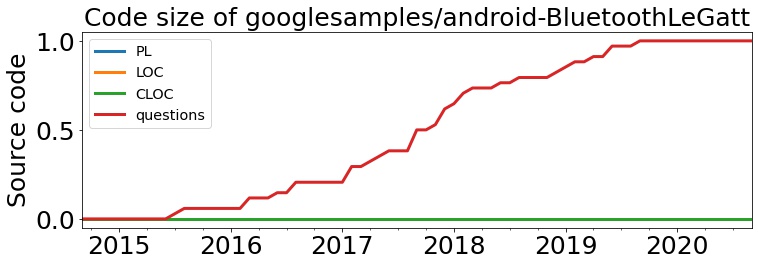 Code size of googlesamples/android-BluetoothLeGatt
Source code
1.0
0.5
0.0
PL
LOC
CLOC
questions
2015 2016 2017 2018 2019 2020